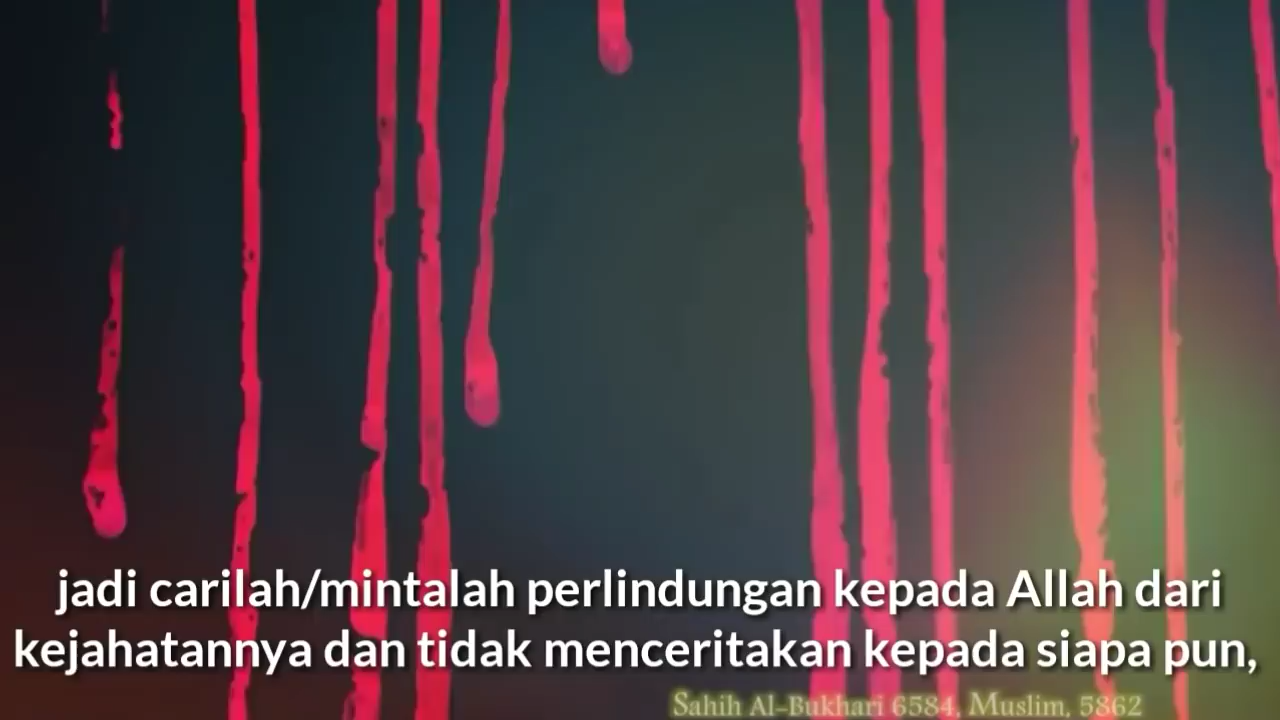 jadi carilah/mintalah perlindungan kepada Allah dari
kejahatannya dan tidak menceritakan kepada siapa pun,
Sahih Al-Bukhari 6584, Muslim, 5862